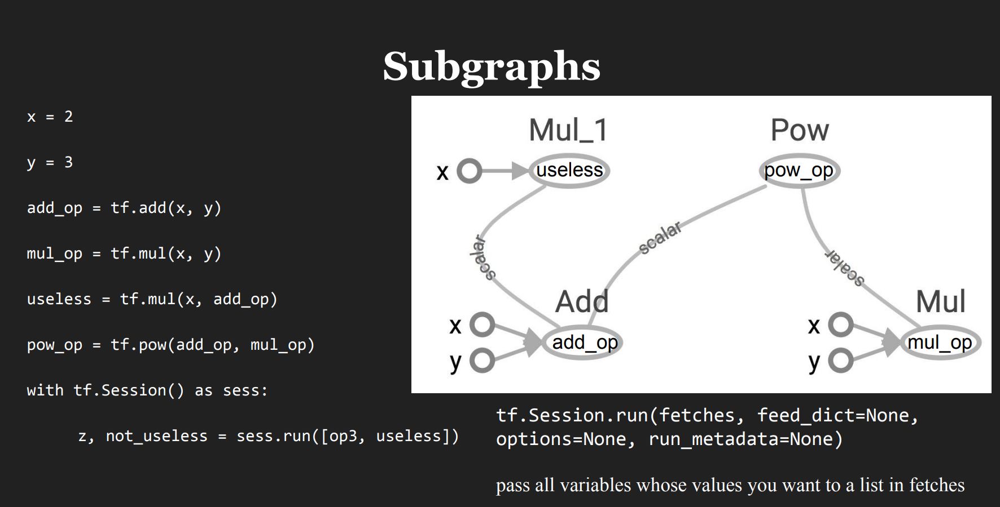 Subgraphs
x = 2
y = 3
add_op = tf.add(x, y)
mul_op = tf.mul(x, y)
useless = tf.mul(x, add_op)
pow_op = tf.pow(add_op, mul_op)
with tf.Session() as sess:
z, not_useless = sess.run([op3, useless])
Mul_1
Pow
x
useless
pow_op
scalar
scalar
scalar
Add
Mul
x
y
add_op
x
y
mul_op
tf.Session.run(fetches, feed_dict=None,
options=None, run_metadata=None)
pass all variables whose values you want to a list in fetches